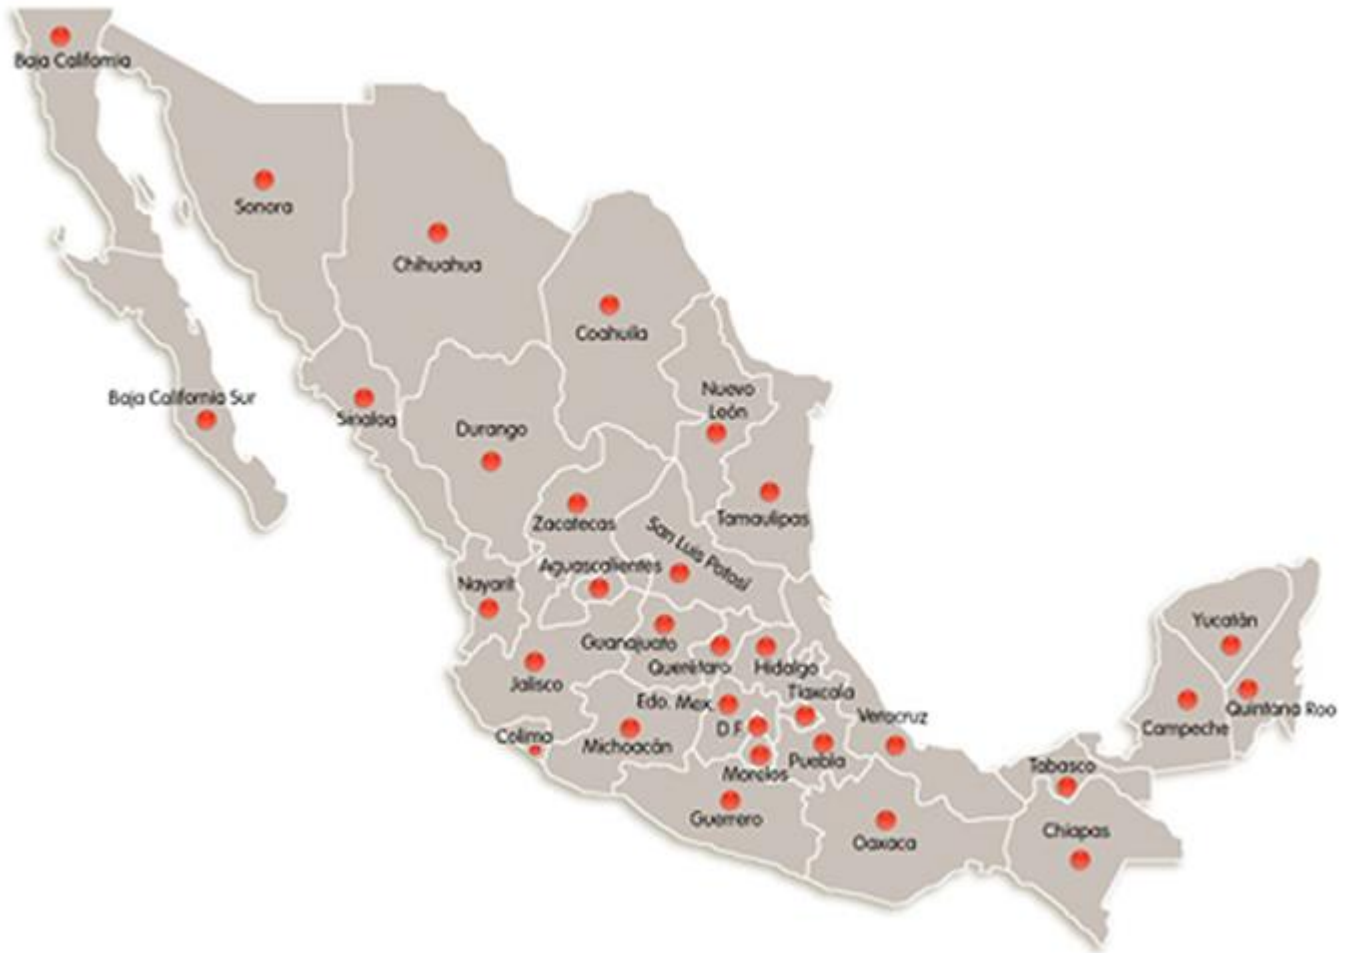 Baja California
Sonora
Chihuahua
Coahuila
Nuevo
León
Baja California Sur
Sinaloa
Durango
Tamaulipas
Zacatecas
San Luis Potosí
Aguascalientes
Nayarit
Guanajuato
Querétaro
Hidalgo
Jalisco
Tlaxcala
Edo. Mex.
Veracruz
D.F.
Colima
Michoacán
Puebla
Morelos
Guerrero
Oaxaca
Yucatán
Quintana Roo
Campeche
Tabasco
Chiapas